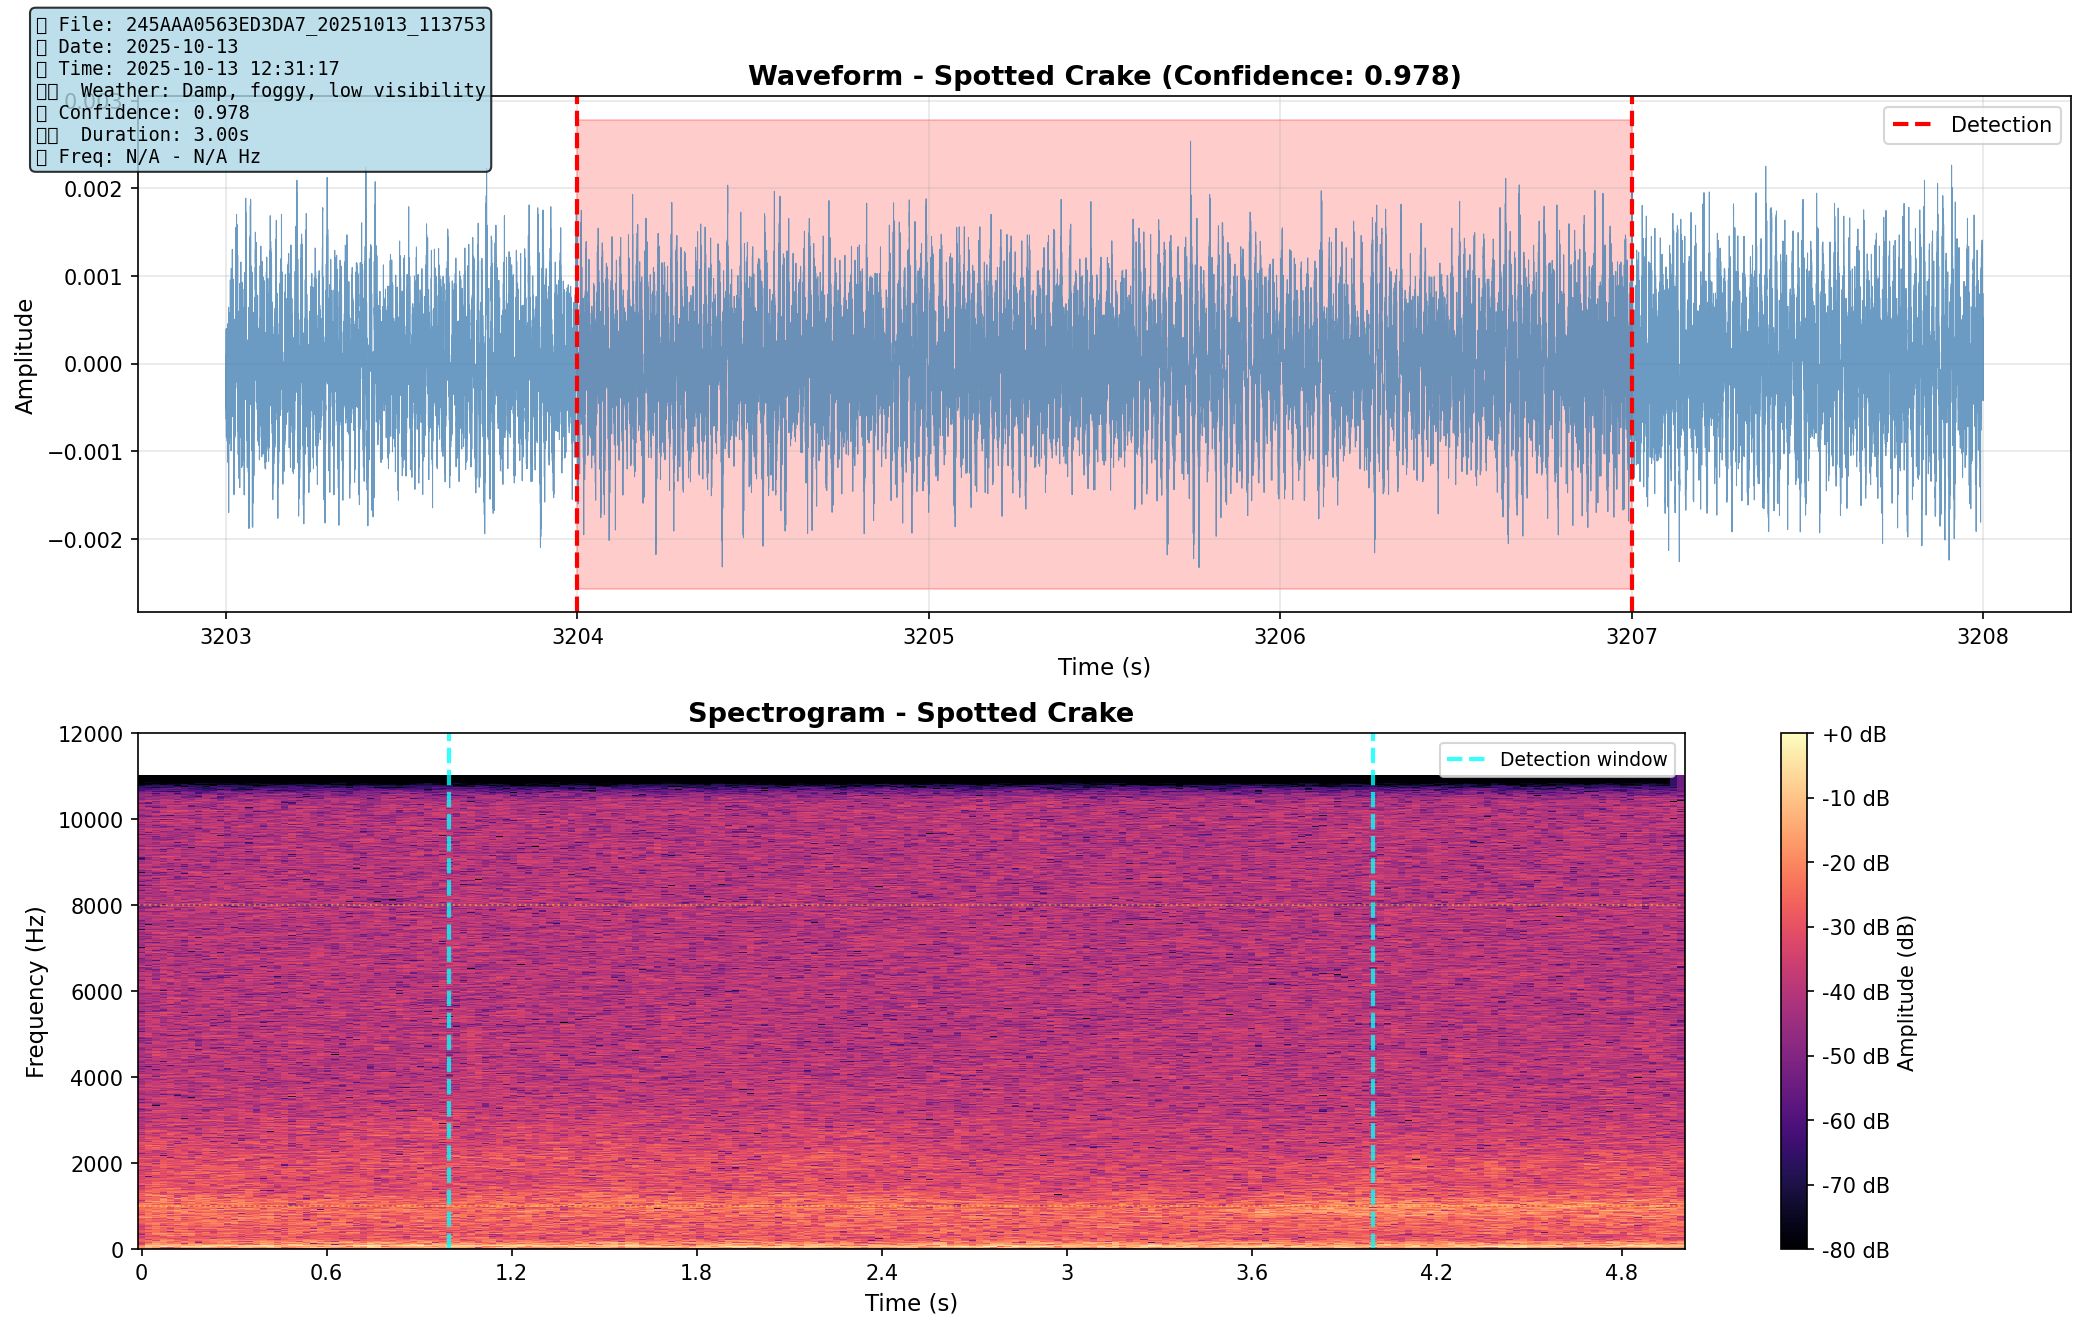 File: 245AAA0563ED3DA7_20251013_113753
Date: 2025-10-13
Time: 2025-10-13 12:31:17
Weather: Damp, foggy, low visibility
Confidence: 0.978
Duration: 3.00s
Freq: N/A - N/A Hz
Waveform - Spotted Crake (Confidence: 0.978)
Detection
Amplitude
0.003
0.002
0.001
0.000
−0.001
−0.002
3203 3204 3205 3206 3207 3208
Time (s)
Spectrogram - Spotted Crake
Detection window
Frequency (Hz)
12000
10000
8000
6000
4000
2000
0
0 0.6 1.2 1.8 2.4 3 3.6 4.2 4.8
Time (s)
+0 dB
-10 dB
-20 dB
-30 dB
-40 dB
-50 dB
-60 dB
-70 dB
-80 dB
Amplitude (dB)